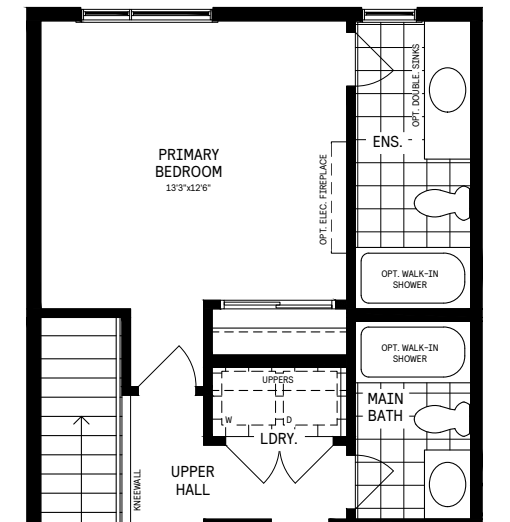 OPT. DOUBLE. SINKS
ENS.
PRIMARY
BEDROOM
13'3"x12'6"
OPT. ELEC. FIREPLACE
OPT. WALK-IN
SHOWER
OPT. WALK-IN
SHOWER
UPPERS
W
D
LDRY.
MAIN
BATH
UPPER
HALL
KNEEWALL